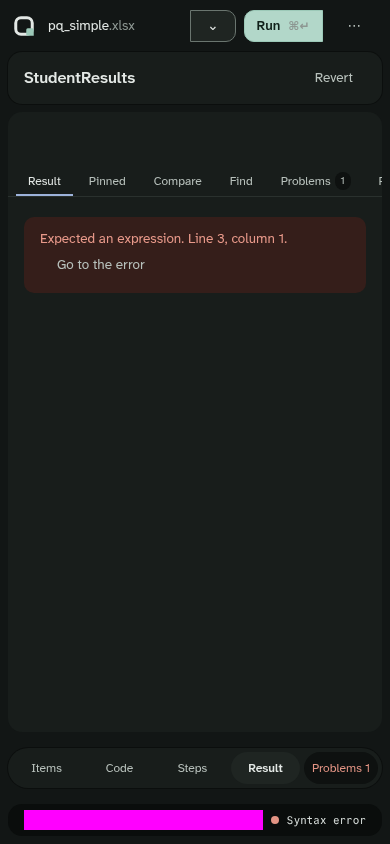 pq_simple.xlsx
Run ⌘↵
StudentResults
Revert
Result Pinned Compare Find Problems 1
Expected an expression. Line 3, column 1.
Go to the error
Items Code Steps Result Problems 1
Syntax error